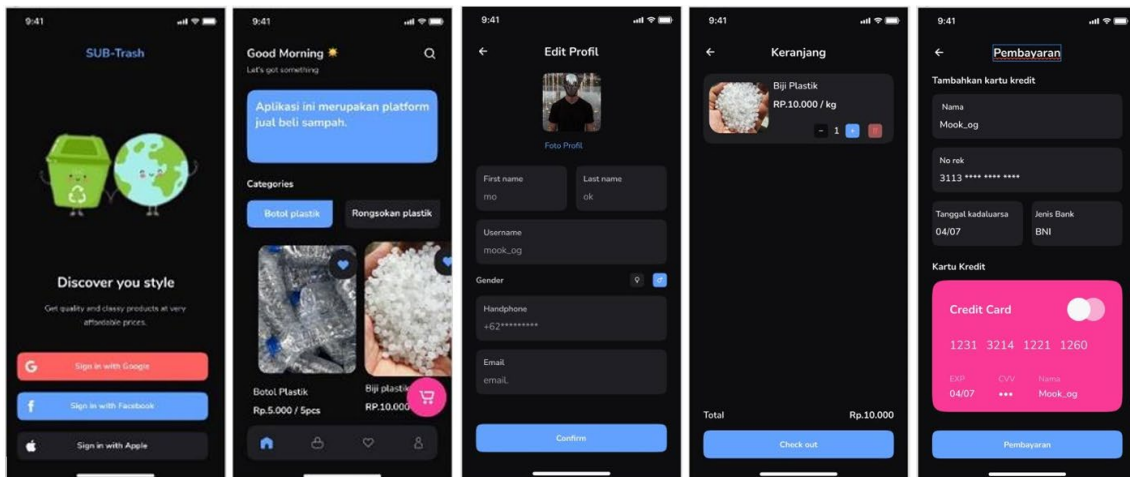 9:41
SUB-Trash
Discover you style
Get quality and classy products at very
affordable prices.
G
Sign in with Google
f
Sign in with Facebook
Sign in with Apple
9:41
Good Morning
Let's got something
Aplikasi ini merupakan platform
jual beli sampah.
Categories
Botol plastik
Rongsokan plastik
Botol Plastik
Rp.5.000 / 5pcs
Biji plastik
RP.10.000
9:41
Edit Profil
Foto Profil
First name
mo
Last name
ok
Username
mook_og
Gender
Handphone
+62*********
Email
email.
Confirm
9:41
Keranjang
Biji Plastik
RP.10.000 / kg
- 1 +
Total Rp.10.000
Check out
9:41
Pembayaran
Tambahkan kartu kredit
Nama
Mook_og
No rek
3113 **** **** ****
Tanggal kadaluarsa
04/07
Jenis Bank
BNI
Kartu Kredit
Credit Card
1231 3214 1221 1260
EXP CVV Nama
04/07 ••• Mook_og
Pembayaran